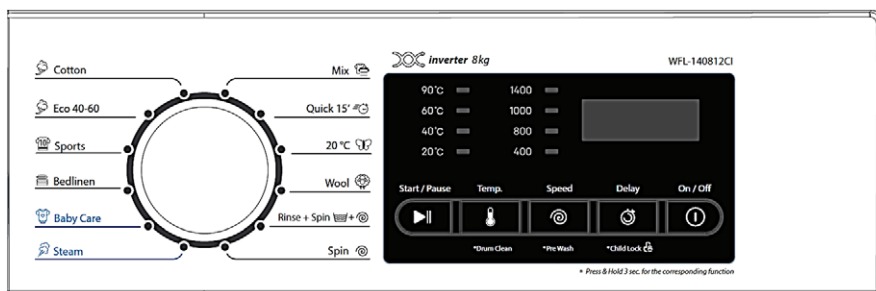 inverter 8kg
WFL-140812CI
Cotton
Eco 40-60
Sports
Bedlinen
Baby Care
Steam
Mix
Quick 15'
20 °C
Wool
Rinse + Spin +
Spin
90°C 1400
60°C 1000
40°C 800
20°C 400
Start / Pause Temp. Speed Delay On / Off
*Drum Clean *Pre Wash *Child Lock
* Press & Hold 3 sec. for the corresponding function